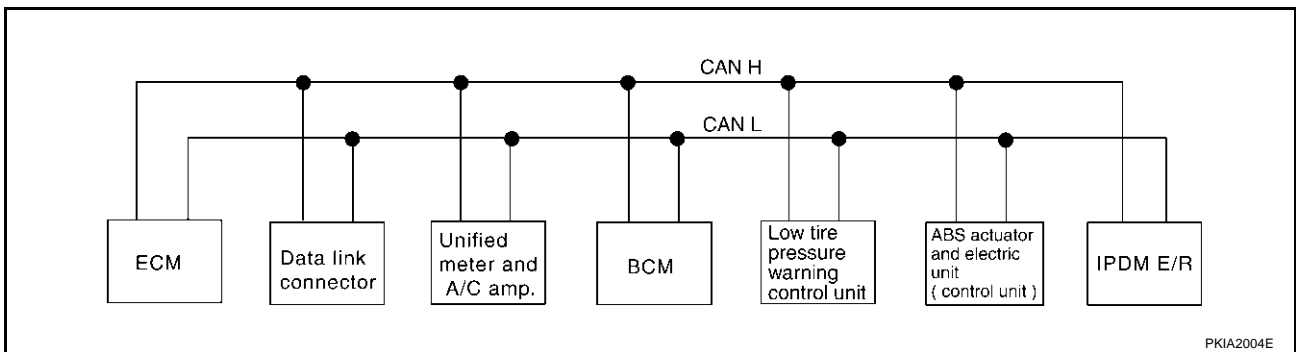 CAN H
CAN L
ECM
Data link
connector
Unified
meter and
A/C amp.
BCM
Low tire
pressure
warning
control unit
ABS actuator
and electric
unit
( control unit )
IPDM E/R
PKIA2004E